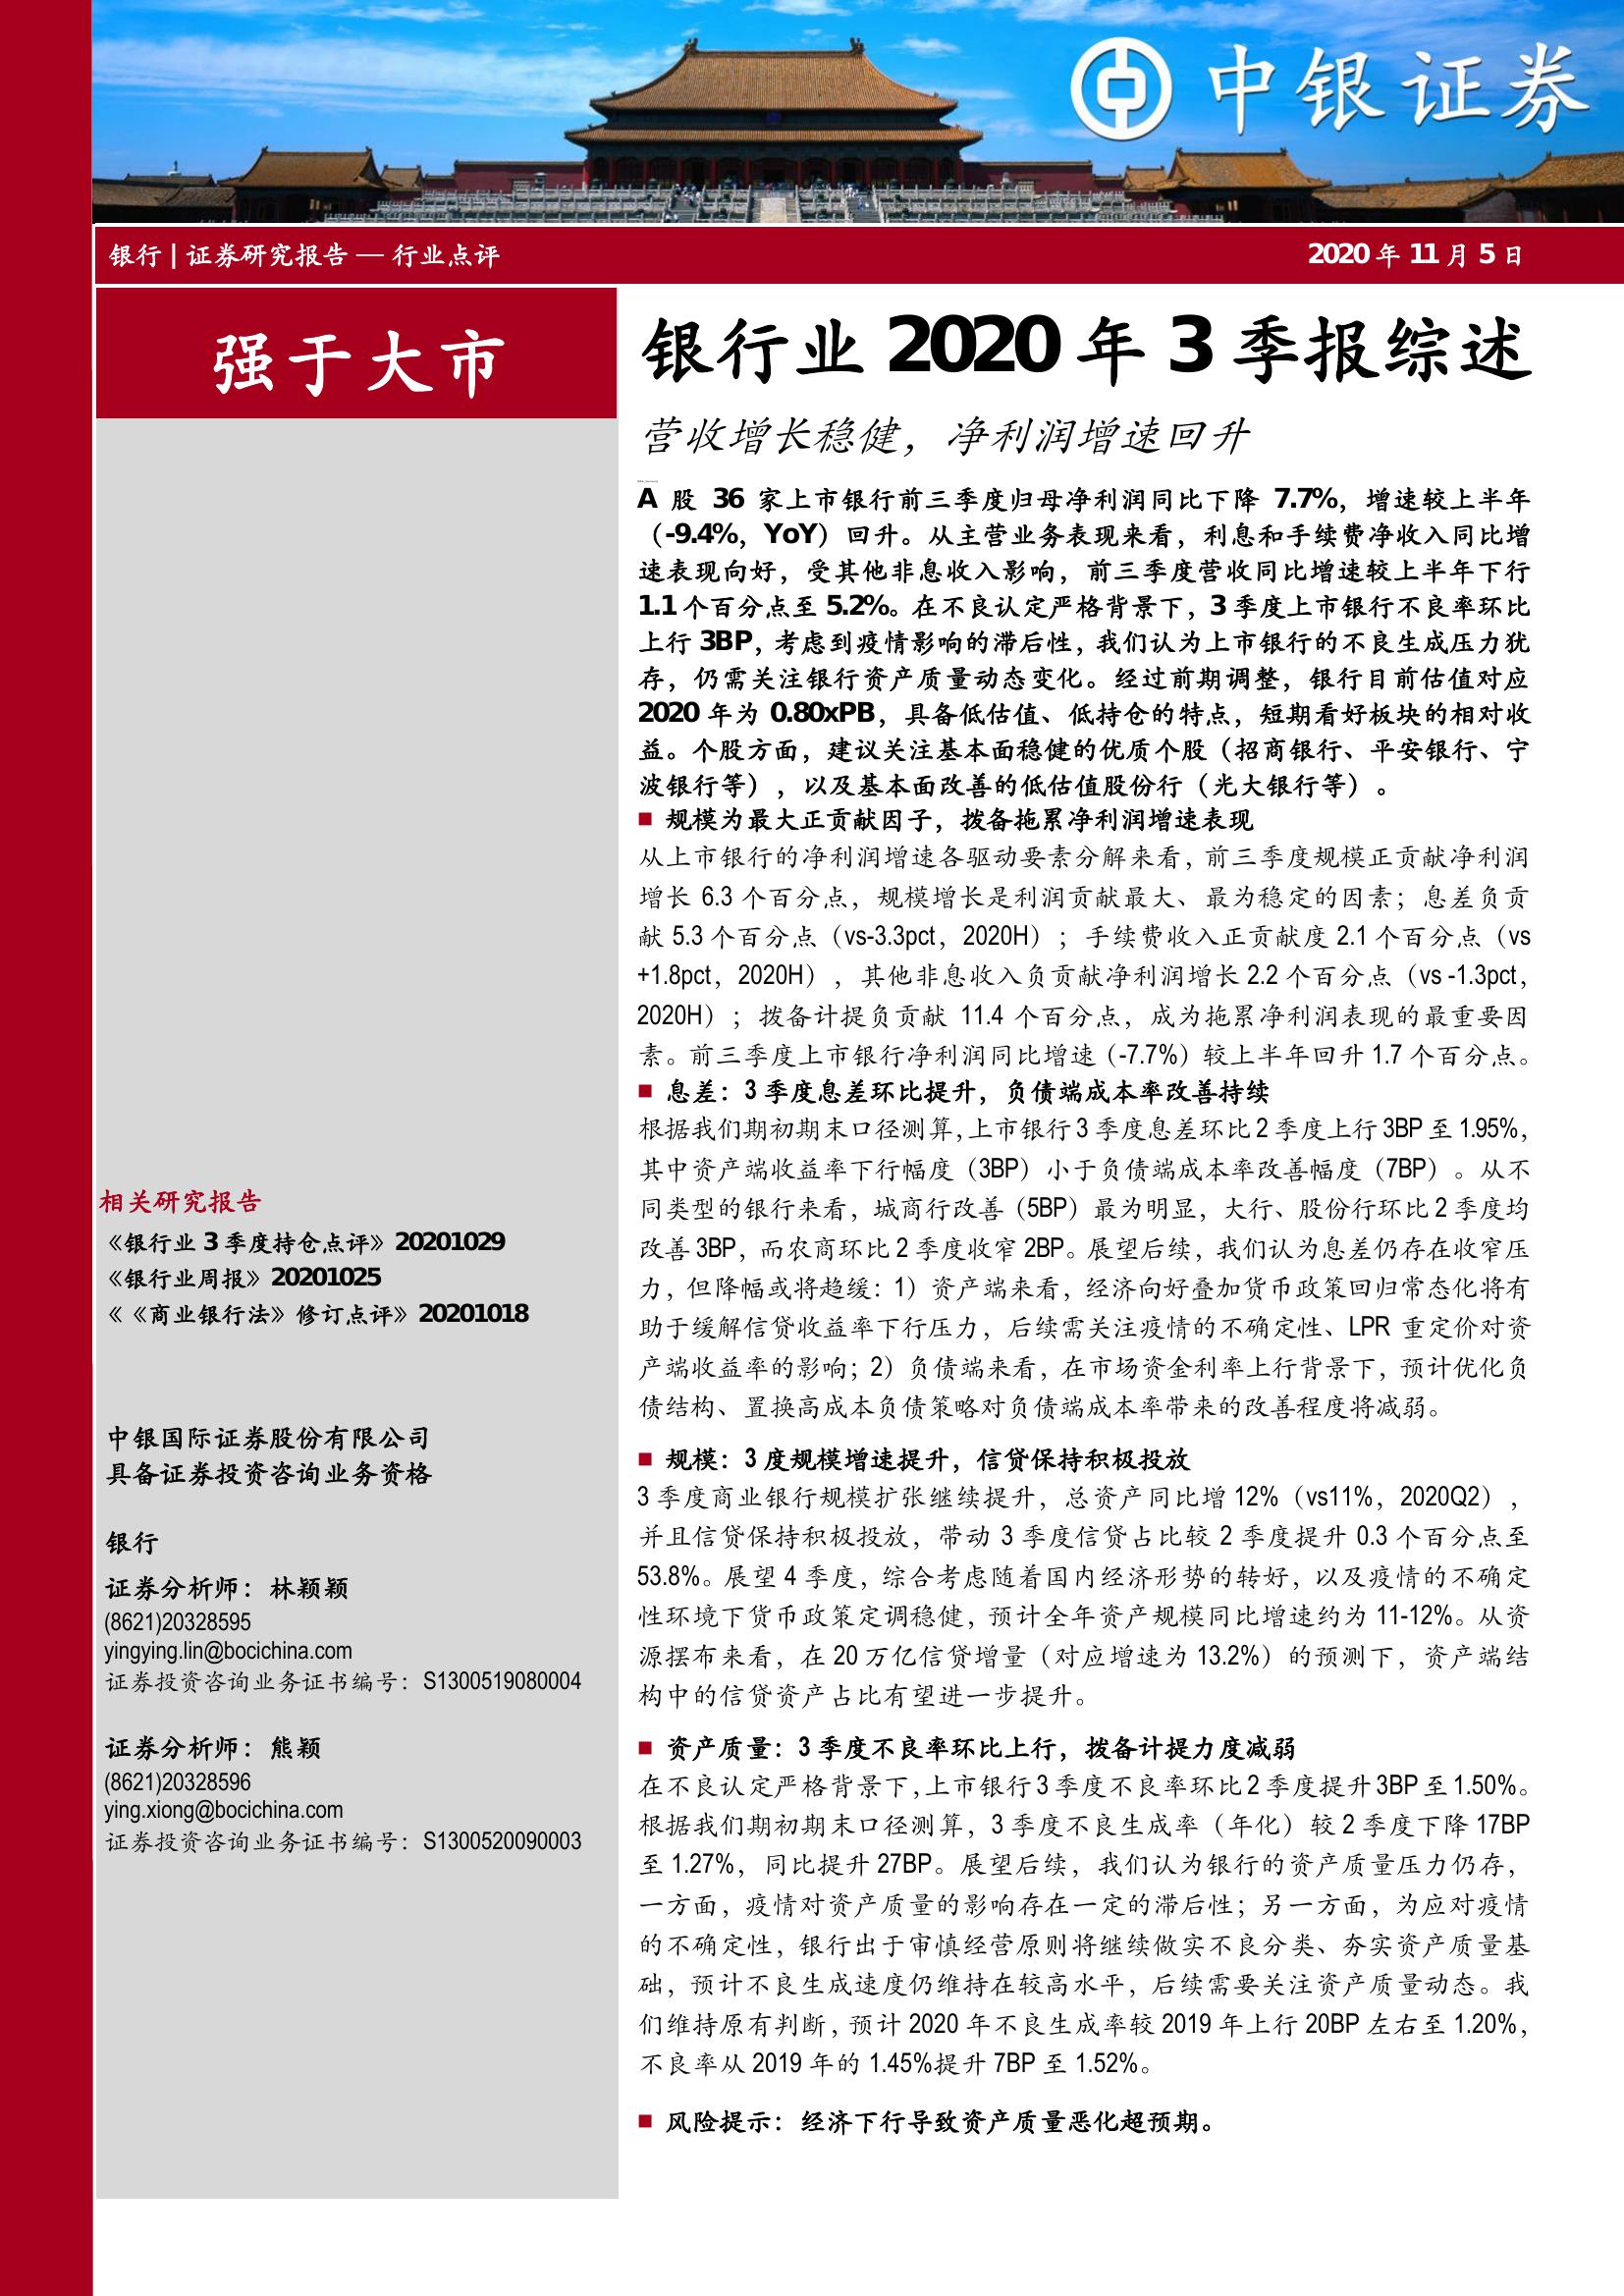 中银证券
银行 | 证券研究报告 — 行业点评
2020 年 11 月 5 日
强于大市
银行业 2020 年 3 季报综述
营收增长稳健，净利润增速回升
A 股 36 家上市银行前三季度归母净利润同比下降 7.7%，增速较上半年
（-9.4%，YoY）回升。从主营业务表现来看，利息和手续费净收入同比增
速表现向好，受其他非息收入影响，前三季度营收同比增速较上半年下行
1.1 个百分点至 5.2%。在不良认定严格背景下，3 季度上市银行不良率环比
上行 3BP，考虑到疫情影响的滞后性，我们认为上市银行的不良生成压力犹
存，仍需关注银行资产质量动态变化。经过前期调整，银行目前估值对应
2020 年为 0.80xPB，具备低估值、低持仓的特点，短期看好板块的相对收
益。个股方面，建议关注基本面稳健的优质个股（招商银行、平安银行、宁
波银行等），以及基本面改善的低估值股份行（光大银行等）。
■ 规模为最大正贡献因子，拨备拖累净利润增速表现
从上市银行的净利润增速各驱动要素分解来看，前三季度规模正贡献净利润
增长 6.3 个百分点，规模增长是利润贡献最大、最为稳定的因素；息差负贡
献 5.3 个百分点（vs-3.3pct，2020H）；手续费收入正贡献度 2.1 个百分点（vs
+1.8pct，2020H），其他非息收入负贡献净利润增长 2.2 个百分点（vs -1.3pct，
2020H）；拨备计提负贡献 11.4 个百分点，成为拖累净利润表现的最重要因
素。前三季度上市银行净利润同比增速（-7.7%）较上半年回升 1.7 个百分点。
■ 息差：3 季度息差环比提升，负债端成本率改善持续
根据我们期初期末口径测算，上市银行 3 季度息差环比 2 季度上行 3BP 至 1.95%，
其中资产端收益率下行幅度（3BP）小于负债端成本率改善幅度（7BP）。从不
同类型的银行来看，城商行改善（5BP）最为明显，大行、股份行环比 2 季度均
改善 3BP，而农商环比 2 季度收窄 2BP。展望后续，我们认为息差仍存在收窄压
力，但降幅或将趋缓：1）资产端来看，经济向好叠加货币政策回归常态化将有
助于缓解信贷收益率下行压力，后续需关注疫情的不确定性、LPR 重定价对资
产端收益率的影响；2）负债端来看，在市场资金利率上行背景下，预计优化负
债结构、置换高成本负债策略对负债端成本率带来的改善程度将减弱。
■ 规模：3 度规模增速提升，信贷保持积极投放
3 季度商业银行规模扩张继续提升，总资产同比增 12%（vs11%，2020Q2），
并且信贷保持积极投放，带动 3 季度信贷占比较 2 季度提升 0.3 个百分点至
53.8%。展望 4 季度，综合考虑随着国内经济形势的转好，以及疫情的不确定
性环境下货币政策定调稳健，预计全年资产规模同比增速约为 11-12%。从资
源摆布来看，在 20 万亿信贷增量（对应增速为 13.2%）的预测下，资产端结
构中的信贷资产占比有望进一步提升。
■ 资产质量：3 季度不良率环比上行，拨备计提力度减弱
在不良认定严格背景下，上市银行 3 季度不良率环比 2 季度提升 3BP 至 1.50%。
根据我们期初期末口径测算，3 季度不良生成率（年化）较 2 季度下降 17BP
至 1.27%，同比提升 27BP。展望后续，我们认为银行的资产质量压力仍存，
一方面，疫情对资产质量的影响存在一定的滞后性；另一方面，为应对疫情
的不确定性，银行出于审慎经营原则将继续做实不良分类、夯实资产质量基
础，预计不良生成速度仍维持在较高水平，后续需要关注资产质量动态。我
们维持原有判断，预计 2020 年不良生成率较 2019 年上行 20BP 左右至 1.20%，
不良率从 2019 年的 1.45%提升 7BP 至 1.52%。
■ 风险提示：经济下行导致资产质量恶化超预期。
相关研究报告
《银行业 3 季度持仓点评》20201029
《银行业周报》20201025
《《商业银行法》修订点评》20201018
中银国际证券股份有限公司
具备证券投资咨询业务资格
银行
证券分析师：林颖颖
(8621)20328595
yingying.lin@bocichina.com
证券投资咨询业务证书编号：S1300519080004
证券分析师：熊颖
(8621)20328596
ying.xiong@bocichina.com
证券投资咨询业务证书编号：S1300520090003